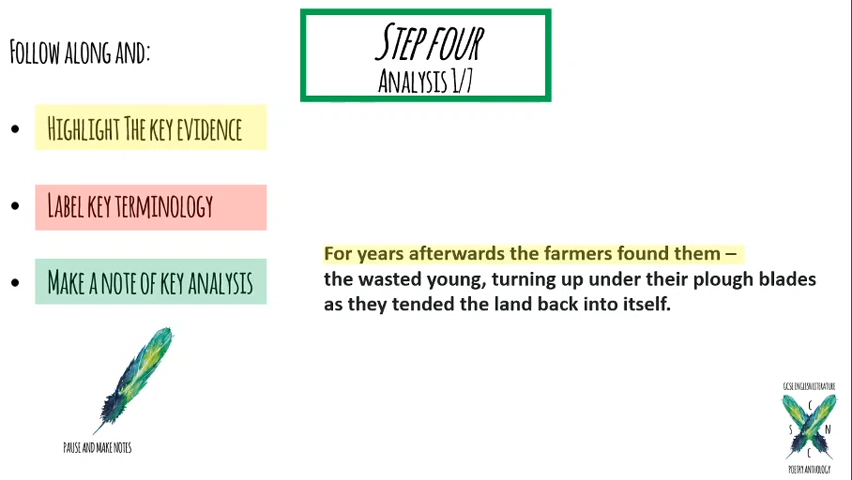 Step four
Analysis 1/7
Follow along and:
• Highlight The key evidence
• Label key terminology
• Make a note of key analysis
For years afterwards the farmers found them –
the wasted young, turning up under their plough blades
as they tended the land back into itself.
Pause and make notes
GCSE English Literature
C
S N
C
Poetry Anthology